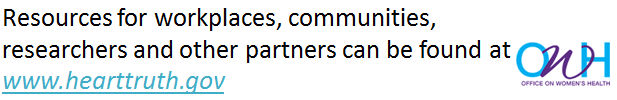 Resources for workplaces, communities,
researchers and other partners can be found at
www.hearttruth.gov
OWH
OFFICE ON WOMEN'S HEALTH